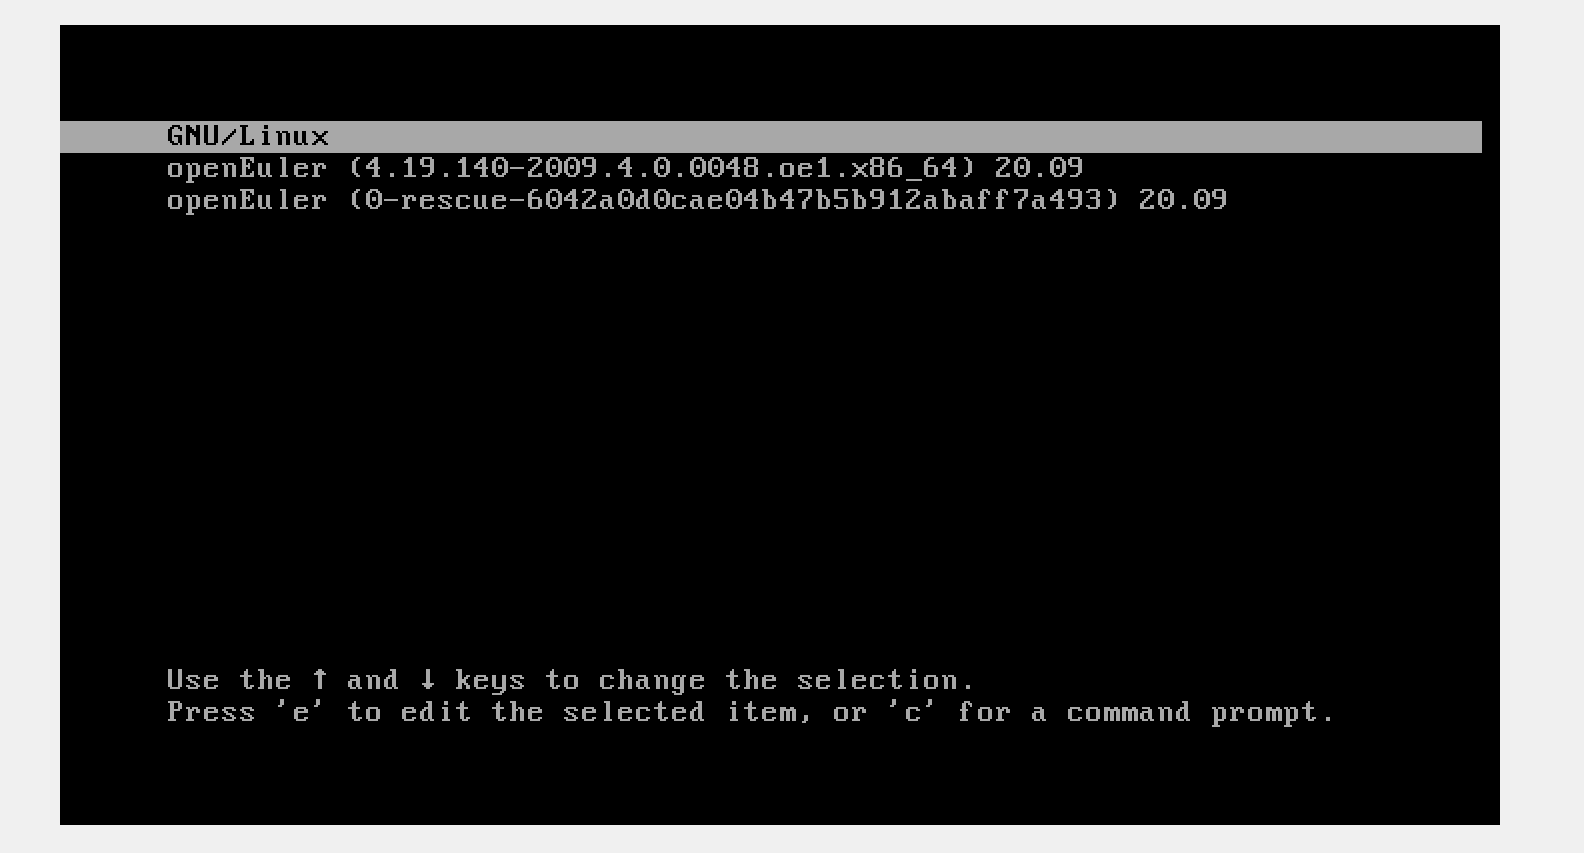 GNU/Linux
openEuler (4.19.140-2009.4.0.0048.oe1.x86_64) 20.09
openEuler (0-rescue-6042a0d0cae04b47b5b912abaff7a493) 20.09
Use the ↑ and ↓ keys to change the selection.
Press 'e' to edit the selected item, or 'c' for a command prompt.